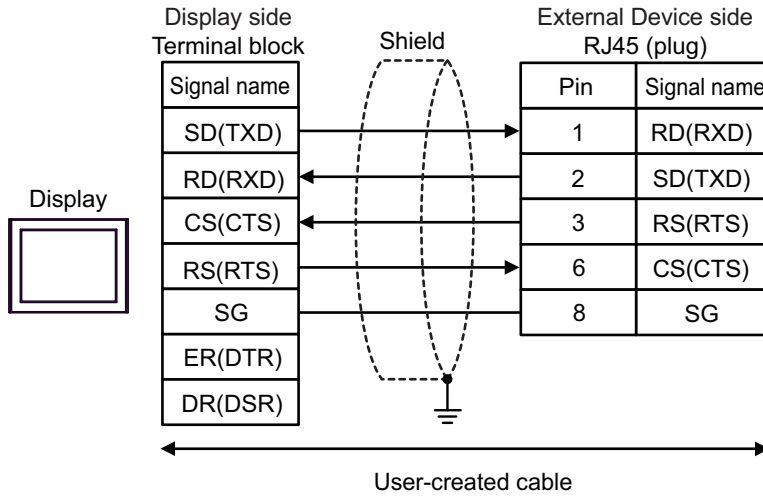 Display side
Terminal block
Shield
External Device side
RJ45 (plug)
Signal name
Pin
Signal name
SD(TXD)
1
RD(RXD)
RD(RXD)
2
SD(TXD)
Display
CS(CTS)
3
RS(RTS)
RS(RTS)
6
CS(CTS)
SG
8
SG
ER(DTR)
DR(DSR)
User-created cable